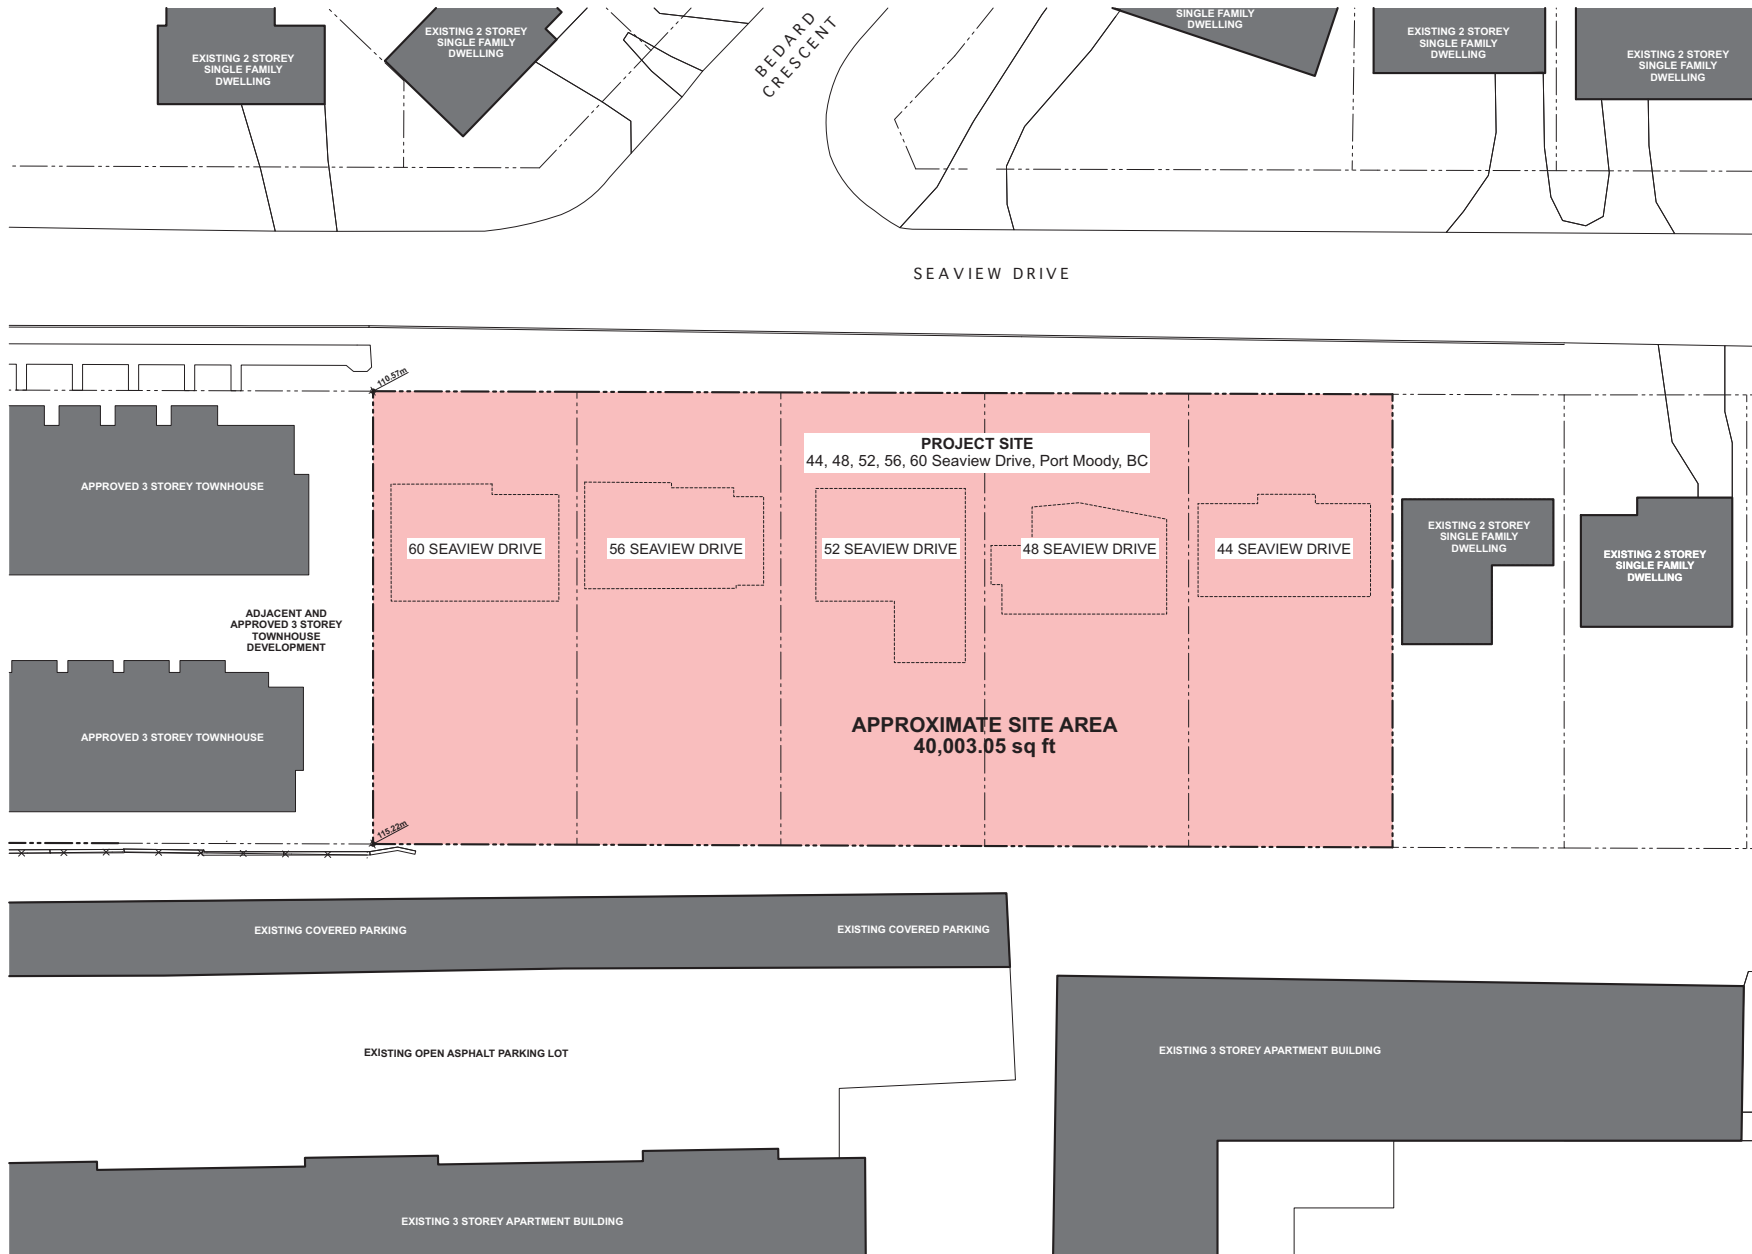 EXISTING 2 STOREY
SINGLE FAMILY
DWELLING
EXISTING 2 STOREY
SINGLE FAMILY
DWELLING
BEDARD
CRESCENT
SINGLE FAMILY
DWELLING
EXISTING 2 STOREY
SINGLE FAMILY
DWELLING
EXISTING 2 STOREY
SINGLE FAMILY
DWELLING
SEAVIEW DRIVE
110.57m
PROJECT SITE
44, 48, 52, 56, 60 Seaview Drive, Port Moody, BC
APPROVED 3 STOREY TOWNHOUSE
60 SEAVIEW DRIVE
56 SEAVIEW DRIVE
52 SEAVIEW DRIVE
48 SEAVIEW DRIVE
44 SEAVIEW DRIVE
EXISTING 2 STOREY
SINGLE FAMILY
DWELLING
EXISTING 2 STOREY
SINGLE FAMILY
DWELLING
ADJACENT AND
APPROVED 3 STOREY
TOWNHOUSE
DEVELOPMENT
APPROVED 3 STOREY TOWNHOUSE
APPROXIMATE SITE AREA
40,003.05 sq ft
115.22m
EXISTING COVERED PARKING
EXISTING COVERED PARKING
EXISTING OPEN ASPHALT PARKING LOT
EXISTING 3 STOREY APARTMENT BUILDING
EXISTING 3 STOREY APARTMENT BUILDING